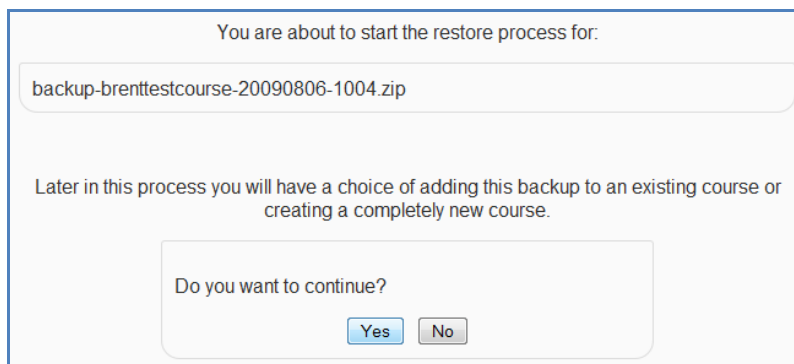 You are about to start the restore process for:
backup-brenttestcourse-20090806-1004.zip
Later in this process you will have a choice of adding this backup to an existing course or
creating a completely new course.
Do you want to continue?
Yes No